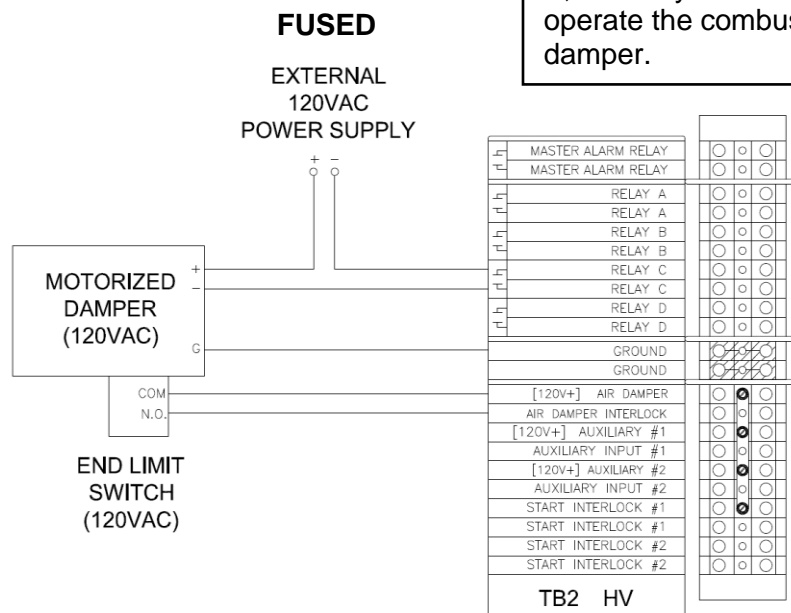 operate the combus
damper.
FUSED
EXTERNAL
120VAC
POWER SUPPLY
+ −
MOTORIZED
DAMPER
(120VAC)
+
−
G
COM
N.O.
END LIMIT
SWITCH
(120VAC)
MASTER ALARM RELAY
MASTER ALARM RELAY
RELAY A
RELAY A
RELAY B
RELAY B
RELAY C
RELAY C
RELAY D
RELAY D
GROUND
GROUND
[120V+] AIR DAMPER
AIR DAMPER INTERLOCK
[120V+] AUXILIARY #1
AUXILIARY INPUT #1
[120V+] AUXILIARY #2
AUXILIARY INPUT #2
START INTERLOCK #1
START INTERLOCK #1
START INTERLOCK #2
START INTERLOCK #2
TB2 HV